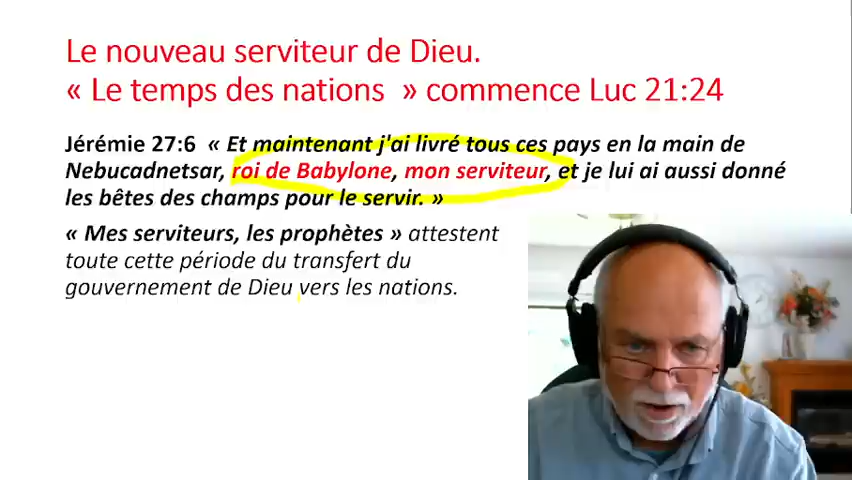 Le nouveau serviteur de Dieu.
« Le temps des nations  » commence Luc 21:24
Jérémie 27:6  « Et maintenant j'ai livré tous ces pays en la main de
Nebucadnetsar, roi de Babylone, mon serviteur, et je lui ai aussi donné
les bêtes des champs pour le servir. »
« Mes serviteurs, les prophètes » attestent
toute cette période du transfert du
gouvernement de Dieu vers les nations.